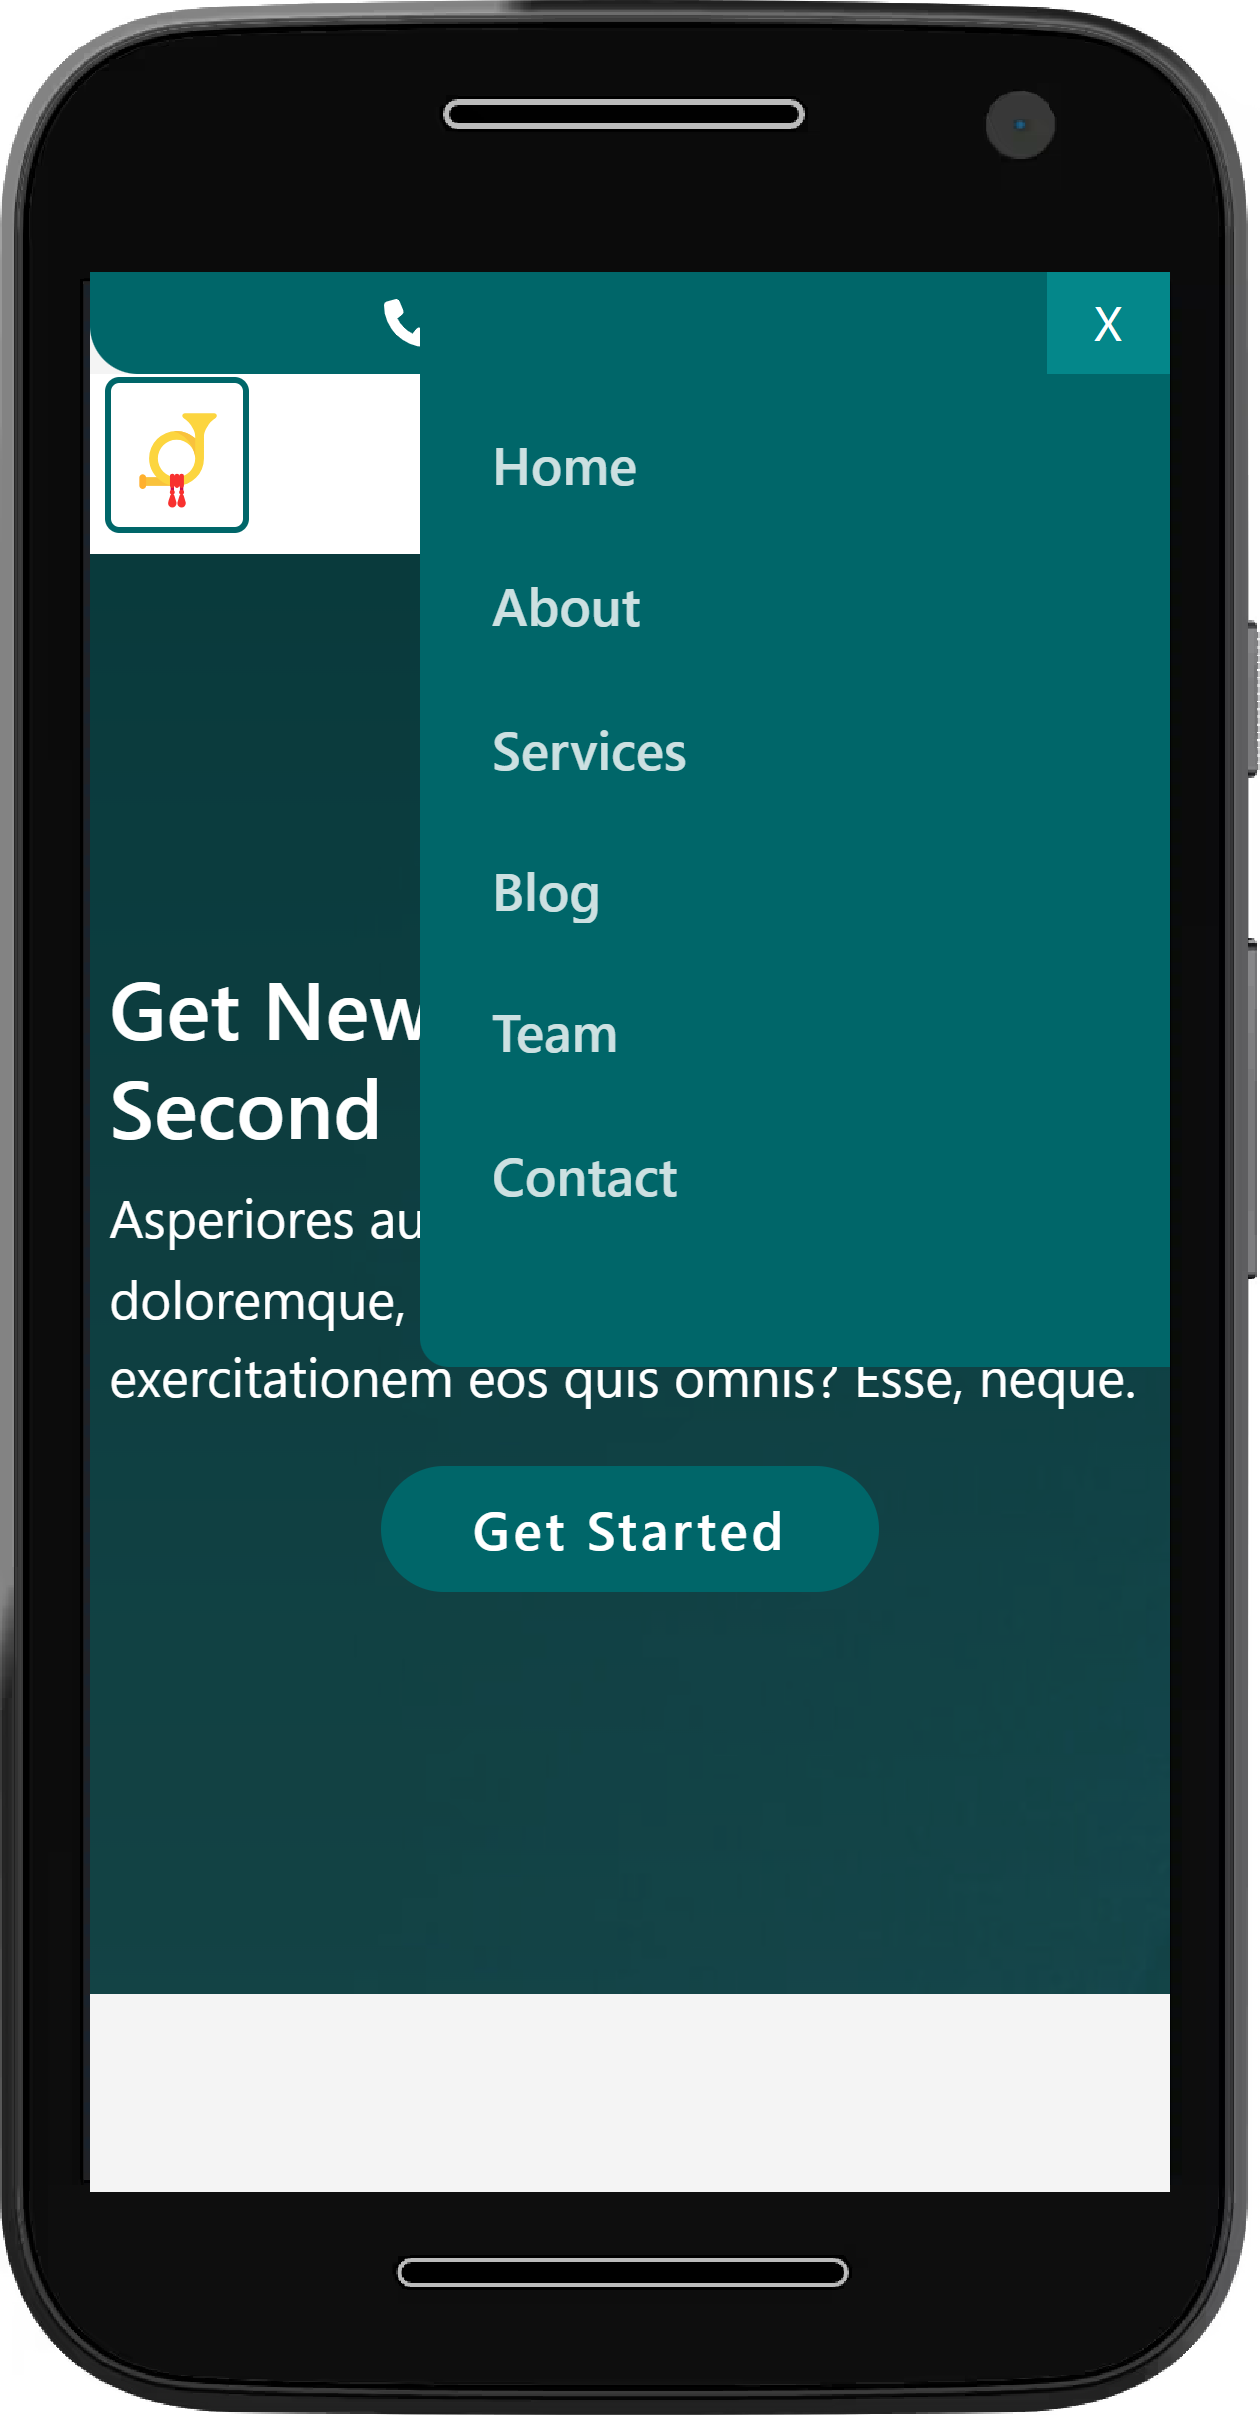 X
Home
About
Services
Blog
Team
Contact
Get New
Second
Asperiores au
doloremque,
exercitationem eos quis omnis? Esse, neque.
Get Started